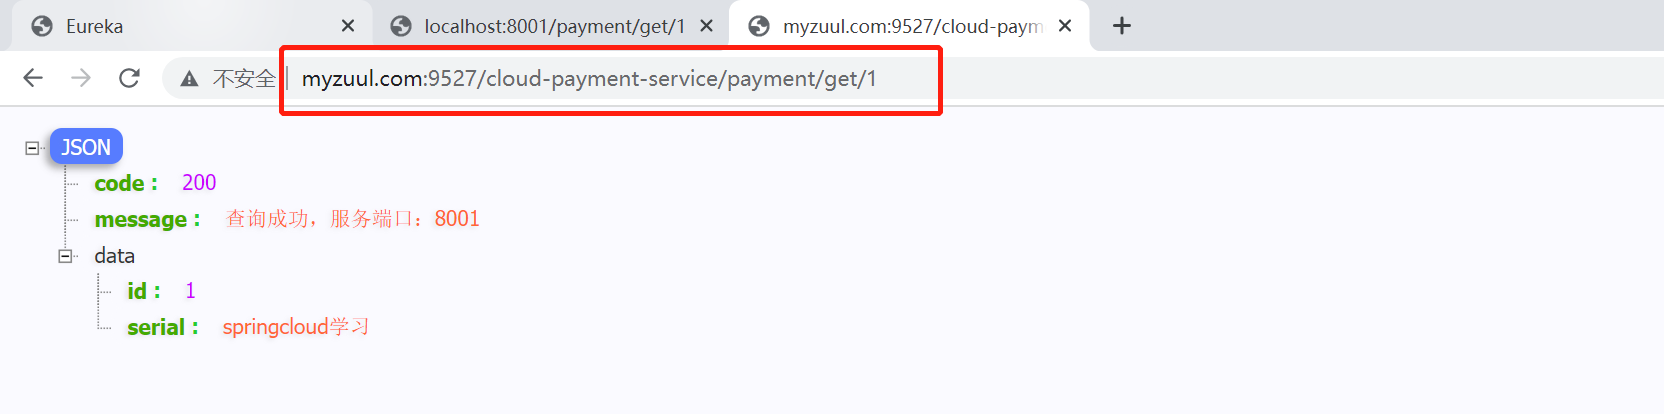 Eureka
localhost:8001/payment/get/1
myzuul.com:9527/cloud-paym
不安全
myzuul.com:9527/cloud-payment-service/payment/get/1
JSON
code :
200
message :
查询成功，服务端口：8001
data
id :
1
serial :
springcloud学习